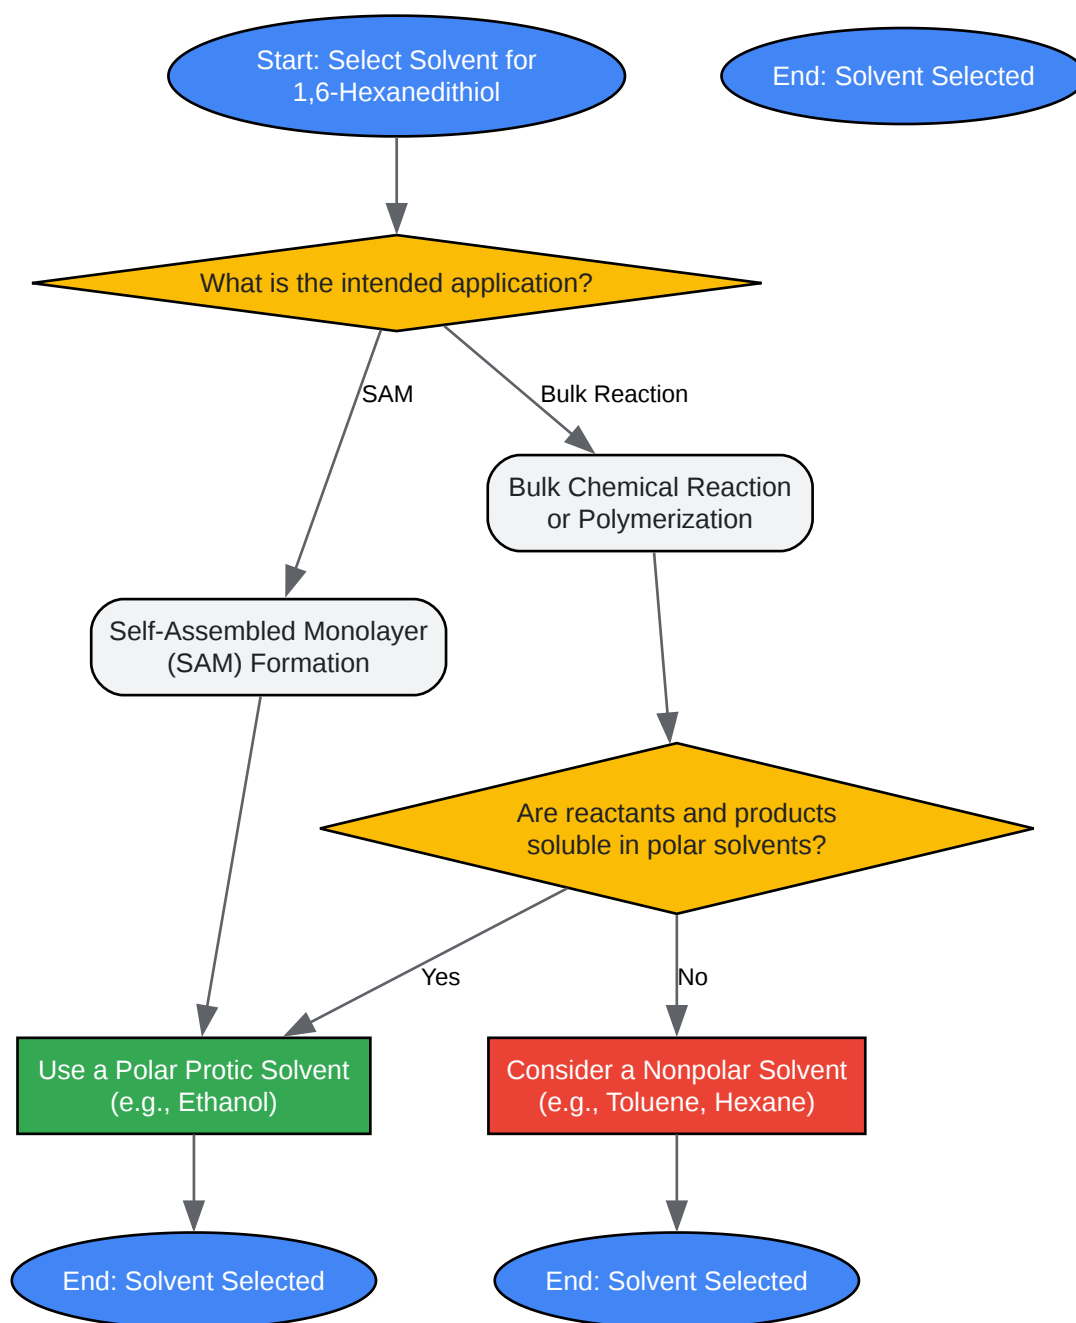 Start: Select Solvent for
1,6-Hexanedithiol
End: Solvent Selected
What is the intended application?
SAM
Bulk Reaction
Bulk Chemical Reaction
or Polymerization
Self-Assembled Monolayer
(SAM) Formation
Are reactants and products
soluble in polar solvents?
Yes
No
Use a Polar Protic Solvent
(e.g., Ethanol)
Consider a Nonpolar Solvent
(e.g., Toluene, Hexane)
End: Solvent Selected
End: Solvent Selected